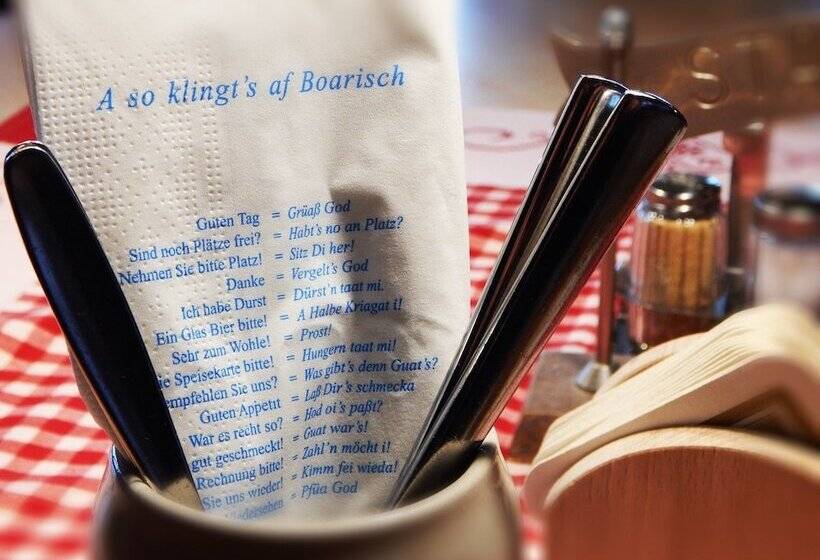 A so klingt's af Boarisch
Guten Tag = Grüaß God
Sind noch Plätze frei? = Habt's no an Platz?
Nehmen Sie bitte Platz! = Sitz Di her!
Danke = Vergelt's God
Ich habe Durst = Dürst'n taat mi.
Ein Glas Bier bitte! = A Halbe Kriagat i!
Sehr zum Wohle! = Prost!
ie Speisekarte bitte! = Hungern taat mi!
empfehlen Sie uns? = Was gibt's denn Guat's?
Guten Appetit = Laß Dir's schmecka
War es recht so? = Hod oi's paßt?
gut geschmeckt! = Guat war's!
Rechnung bitte! = Zahl'n möcht i!
Sie uns wieder! = Kimm fei wieda!
Wiedersehen = Pfüa God